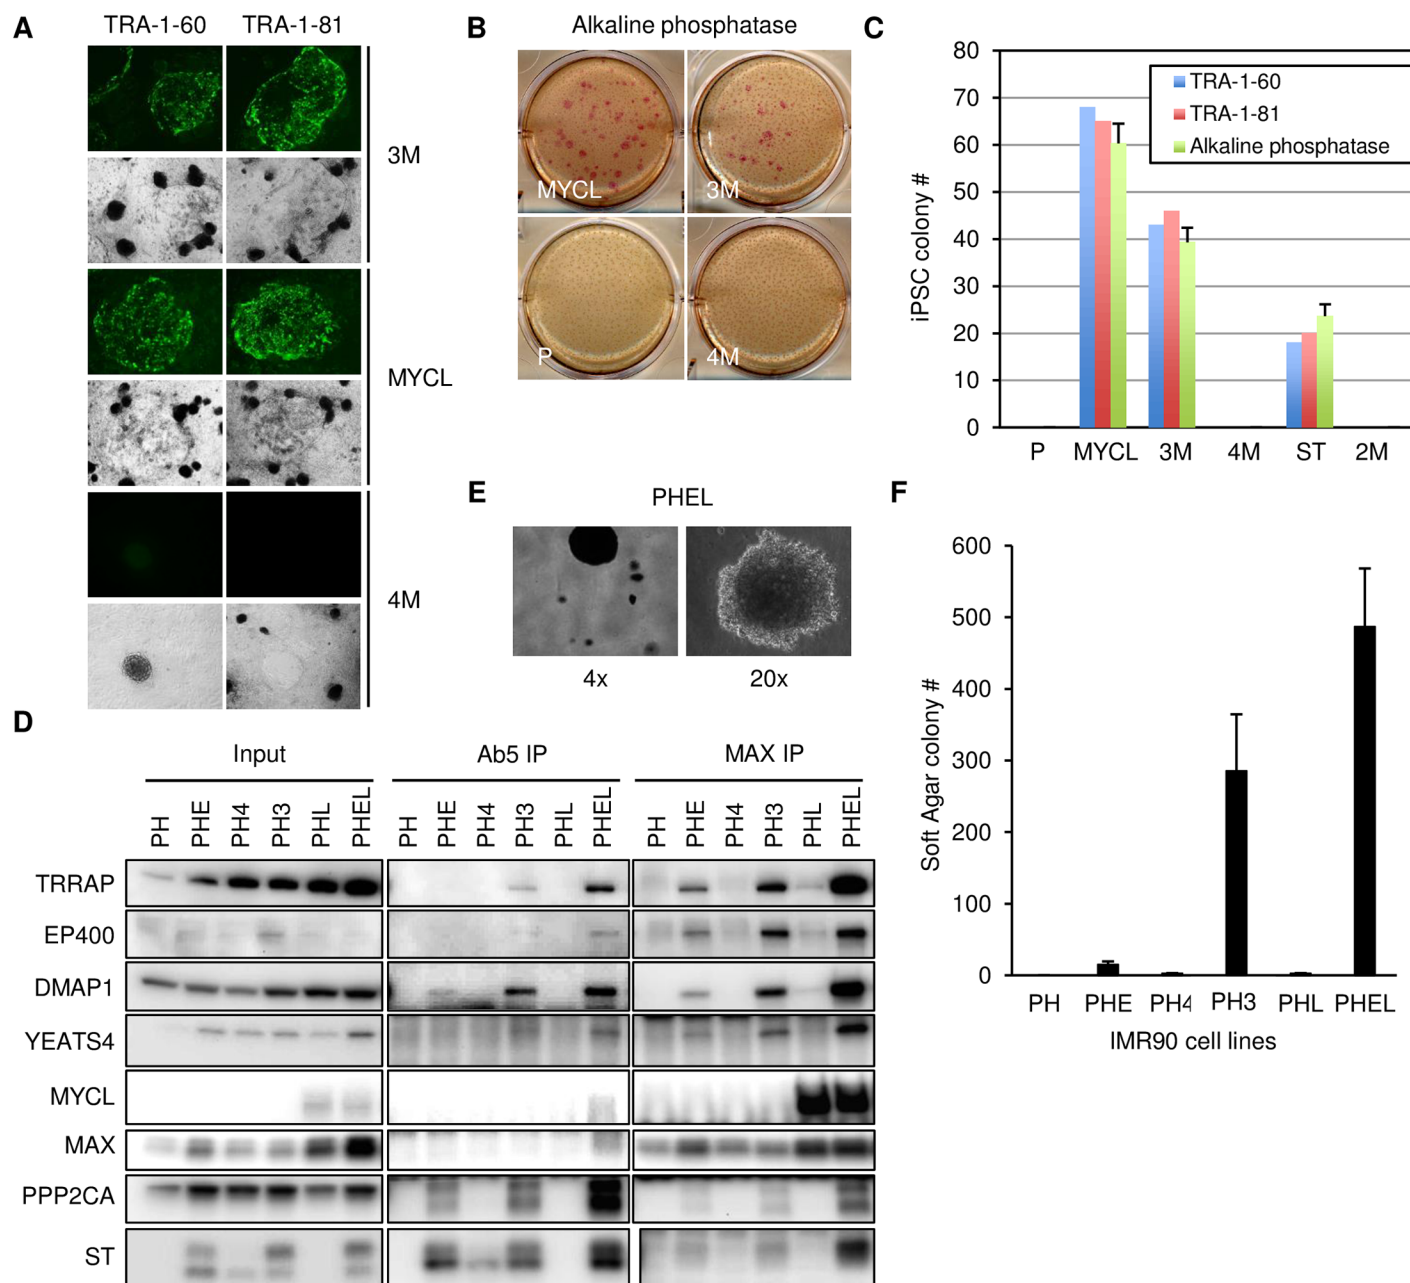 A
TRA-1-60 TRA-1-81
3M
MYCL
4M
B
Alkaline phosphatase
MYCL 3M
P 4M
C
80
70
60
50
40
30
20
10
0
iPSC colony #
TRA-1-60
TRA-1-81
Alkaline phosphatase
P MYCL 3M 4M ST 2M
D
Input Ab5 IP MAX IP
PH PHE PH4 PH3 PHL PHEL PH PHE PH4 PH3 PHL PHEL PH PHE PH4 PH3 PHL PHEL
TRRAP
EP400
DMAP1
YEATS4
MYCL
MAX
PPP2CA
ST
E
PHEL
4x 20x
F
600
500
400
300
200
100
0
Soft Agar colony #
PH PHE PH4 PH3 PHL PHEL
IMR90 cell lines